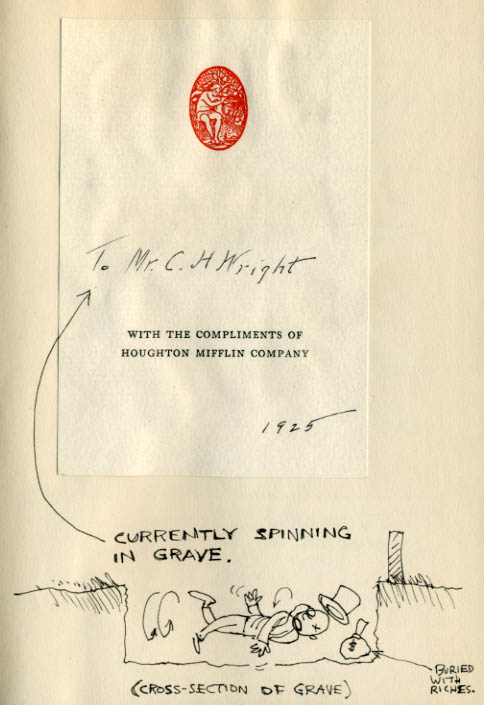 To Mr. C. H Wright
WITH THE COMPLIMENTS OF
HOUGHTON MIFFLIN COMPANY
1925
CURRENTLY SPINNING
IN GRAVE.
$
BURIED
WITH
RICHES.
(CROSS-SECTION OF GRAVE)